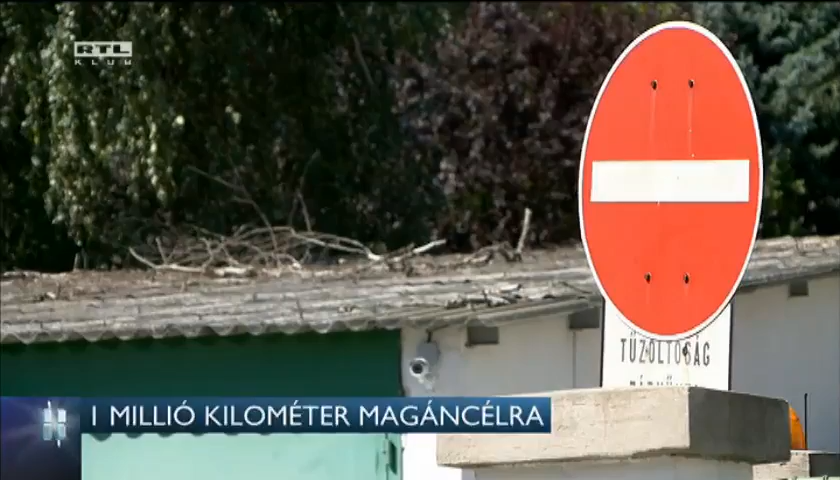 RTL
KLUB
TŰZOLTÓSÁG
1 MILLIÓ KILOMÉTER MAGÁNCÉLRA